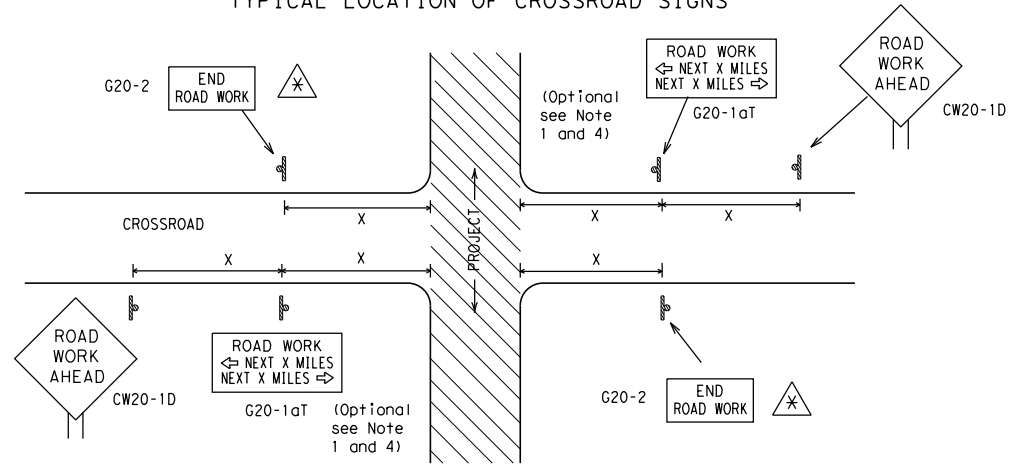 TYPICAL LOCATION OF CROSSROAD SIGNS
G20-2
END
ROAD WORK
*
(Optional
see Note
1 and 4)
ROAD WORK
⇦ NEXT X MILES
NEXT X MILES ⇨
G20-1aT
ROAD
WORK
AHEAD
CW20-1D
X
X
X
CROSSROAD
PROJECT
X
X
X
ROAD
WORK
AHEAD
CW20-1D
ROAD WORK
⇦ NEXT X MILES
NEXT X MILES ⇨
G20-1aT
(Optional
see Note
1 and 4)
G20-2
END
ROAD WORK
*